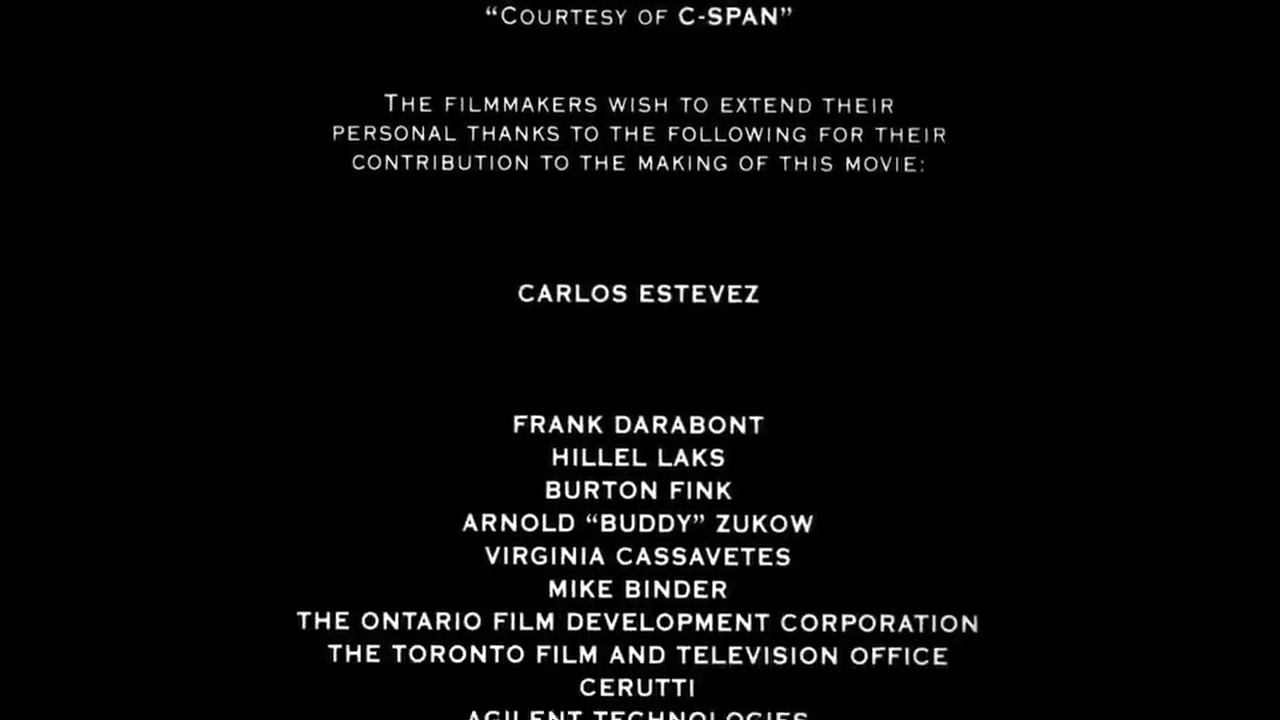 “COURTESY OF C-SPAN”
THE FILMMAKERS WISH TO EXTEND THEIR
PERSONAL THANKS TO THE FOLLOWING FOR THEIR
CONTRIBUTION TO THE MAKING OF THIS MOVIE:
CARLOS ESTEVEZ
FRANK DARABONT
HILLEL LAKS
BURTON FINK
ARNOLD “BUDDY” ZUKOW
VIRGINIA CASSAVETES
MIKE BINDER
THE ONTARIO FILM DEVELOPMENT CORPORATION
THE TORONTO FILM AND TELEVISION OFFICE
CERUTTI
AGILENT TECHNOLOGIES